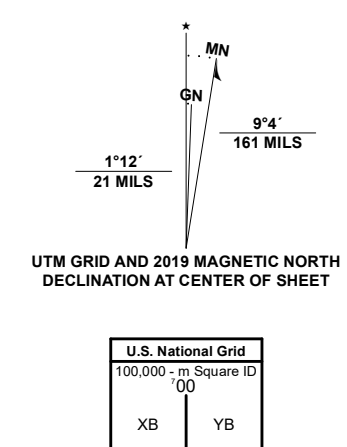 ★
MN
GN
9°4´
161 MILS
1°12´
21 MILS
UTM GRID AND 2019 MAGNETIC NORTH
DECLINATION AT CENTER OF SHEET
U.S. National Grid
100,000 - m Square ID
⁷00
XB YB